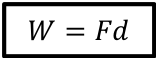 W = Fd